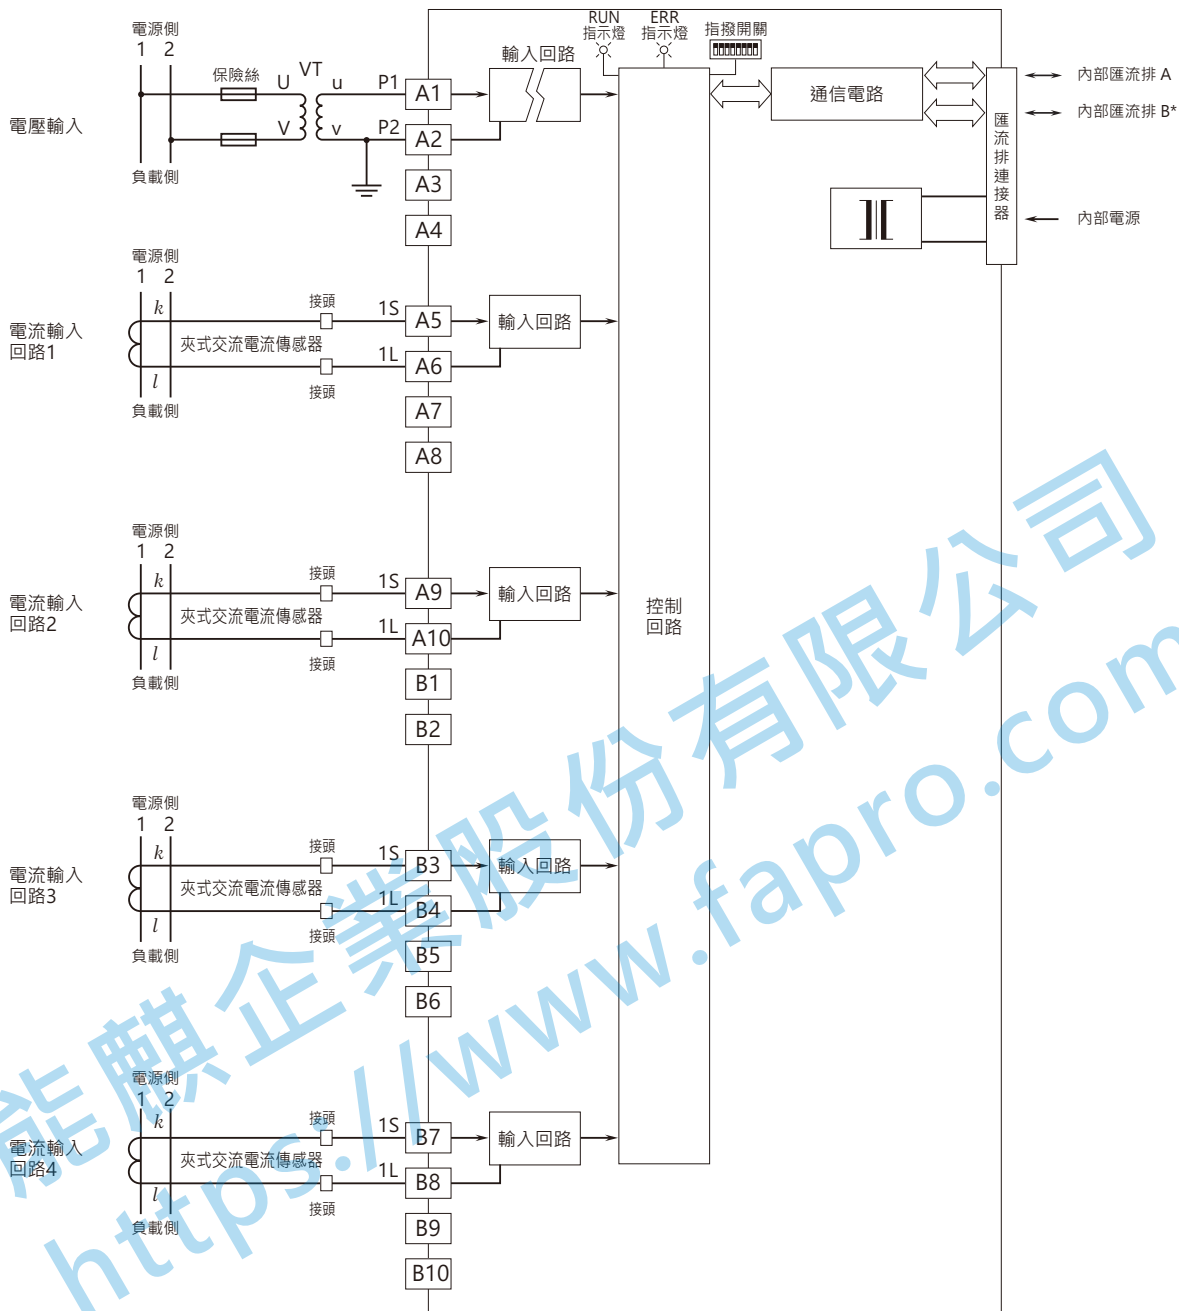 RUN
指示燈
ERR
指示燈
指撥開關
電源側
1 2
保險絲
U VT u P1 A1
輸入回路
電壓輸入
V v P2 A2
負載側
A3
A4
通信電路
匯流排連接器
內部匯流排 A
內部匯流排 B*
內部電源
電源側
1 2
電流輸入
回路1
k
接頭
1S A5
輸入回路
夾式交流電流傳感器
1L A6
l
接頭
負載側
A7
A8
電源側
1 2
電流輸入
回路2
k
接頭
1S A9
輸入回路
夾式交流電流傳感器
1L A10
l
接頭
負載側
B1
B2
控制
回路
電源側
1 2
電流輸入
回路3
k
接頭
1S B3
輸入回路
夾式交流電流傳感器
1L B4
l
接頭
負載側
B5
B6
電源側
1 2
電流輸入
回路4
k
接頭
1S B7
輸入回路
夾式交流電流傳感器
1L B8
l
接頭
負載側
B9
B10
能麒企業股份有限公司
https://www.fapro.com